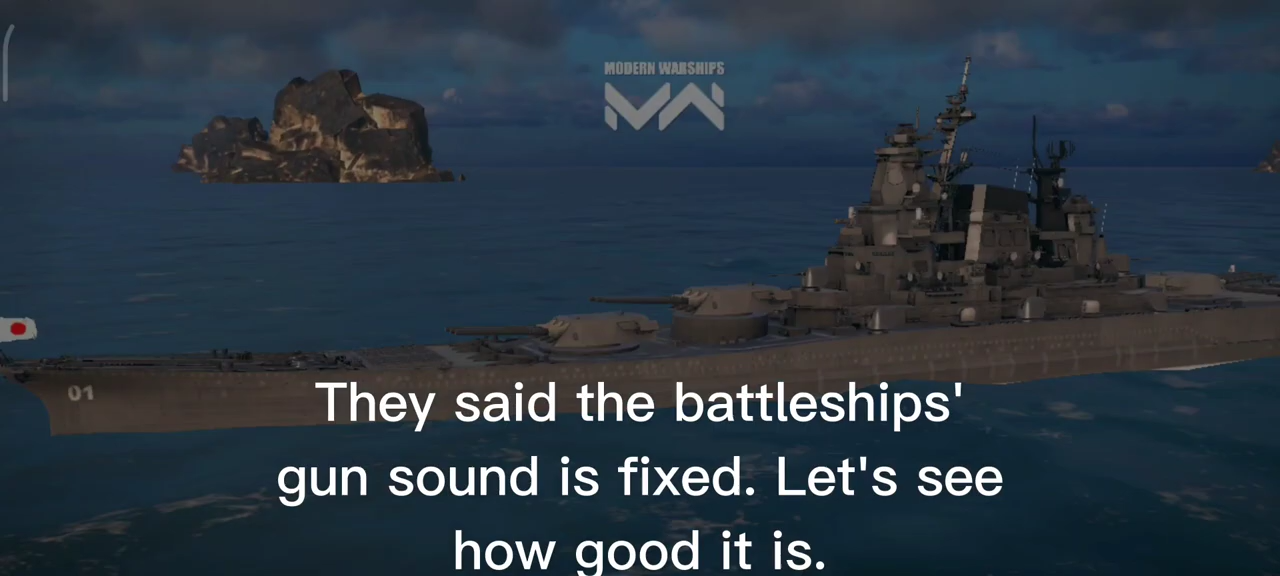 MODERN WARSHIPS
01
They said the battleships'
gun sound is fixed. Let's see
how good it is.